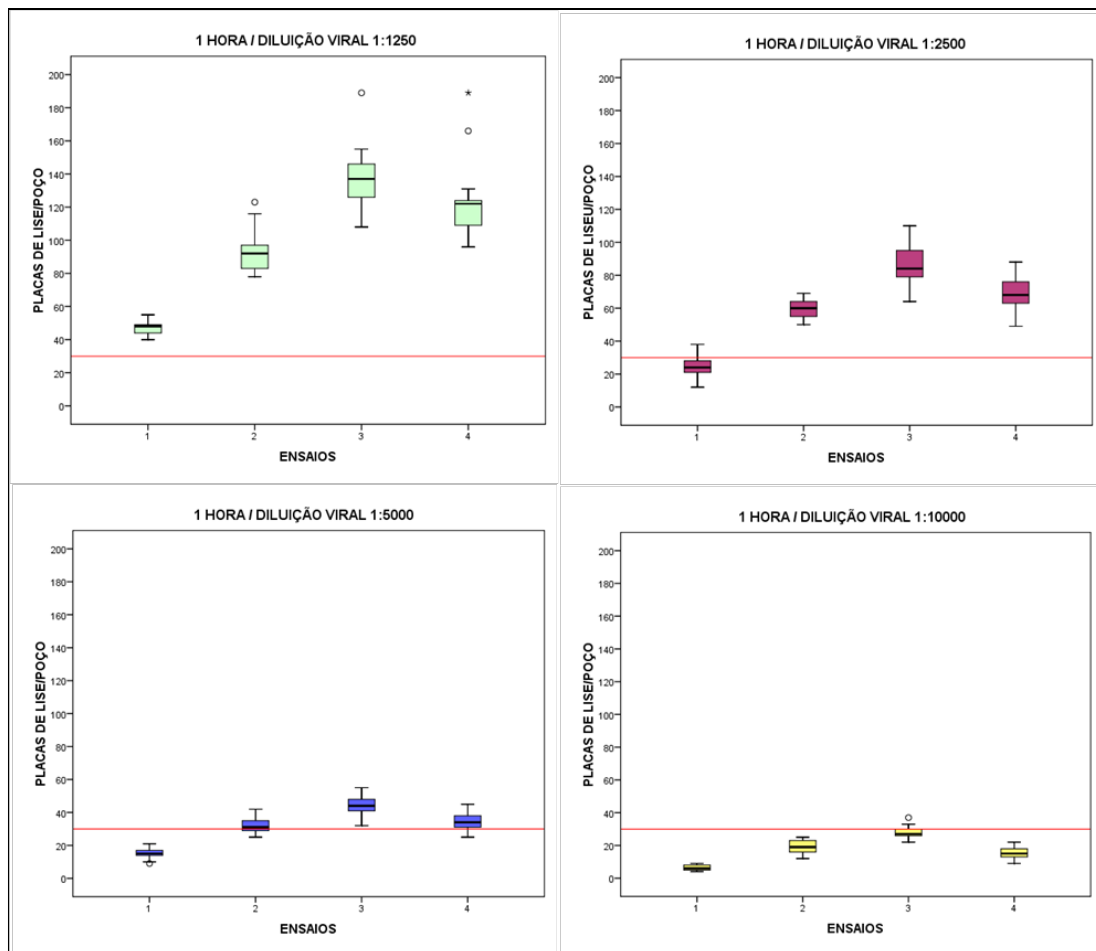 1 HORA / DILUIÇÃO VIRAL 1:1250
PLACAS DE LISE/POÇO
200
180
160
140
120
100
80
60
40
20
0
1 2 3 4
ENSAIOS
1 HORA / DILUIÇÃO VIRAL 1:2500
PLACAS DE LISEU/POÇO
200
180
160
140
120
100
80
60
40
20
0
1 2 3 4
ENSAIOS
1 HORA / DILUIÇÃO VIRAL 1:5000
PLACAS DE LISE/POÇO
200
180
160
140
120
100
80
60
40
20
0
1 2 3 4
ENSAIOS
1 HORA / DILUIÇÃO VIRAL 1:10000
PLACAS DE LISE/POÇO
200
180
160
140
120
100
80
60
40
20
0
1 2 3 4
ENSAIOS